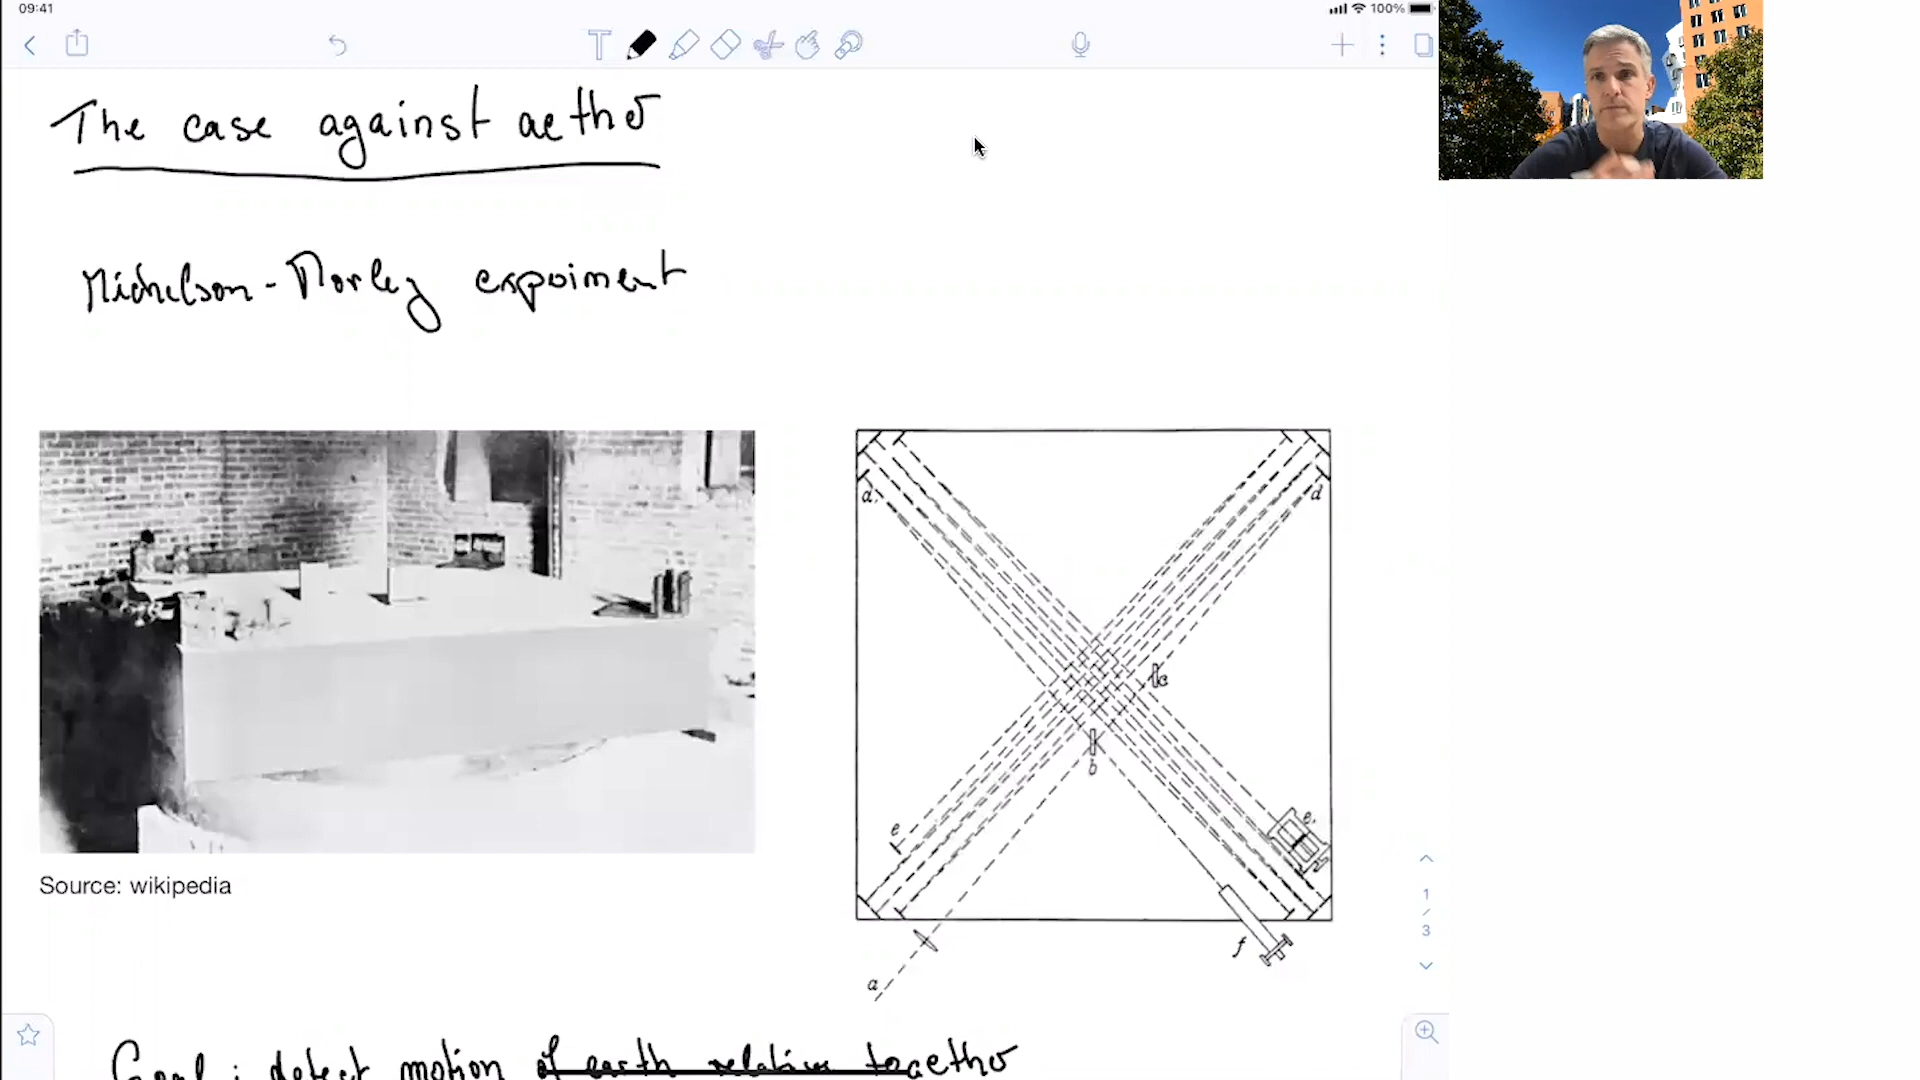 09:41
100%
The case against aether
Michelson-Morley experiment
d,
d
c
b
e
e,
Source: wikipedia
f
a
1
/
3
Goal: detect motion of earth relative to aether